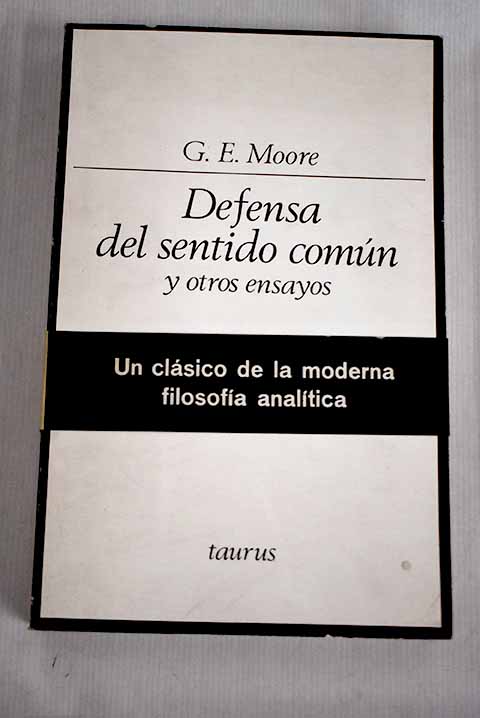 G. E. Moore
Defensa
del sentido común
y otros ensayos
Un clásico de la moderna
filosofía analítica
taurus